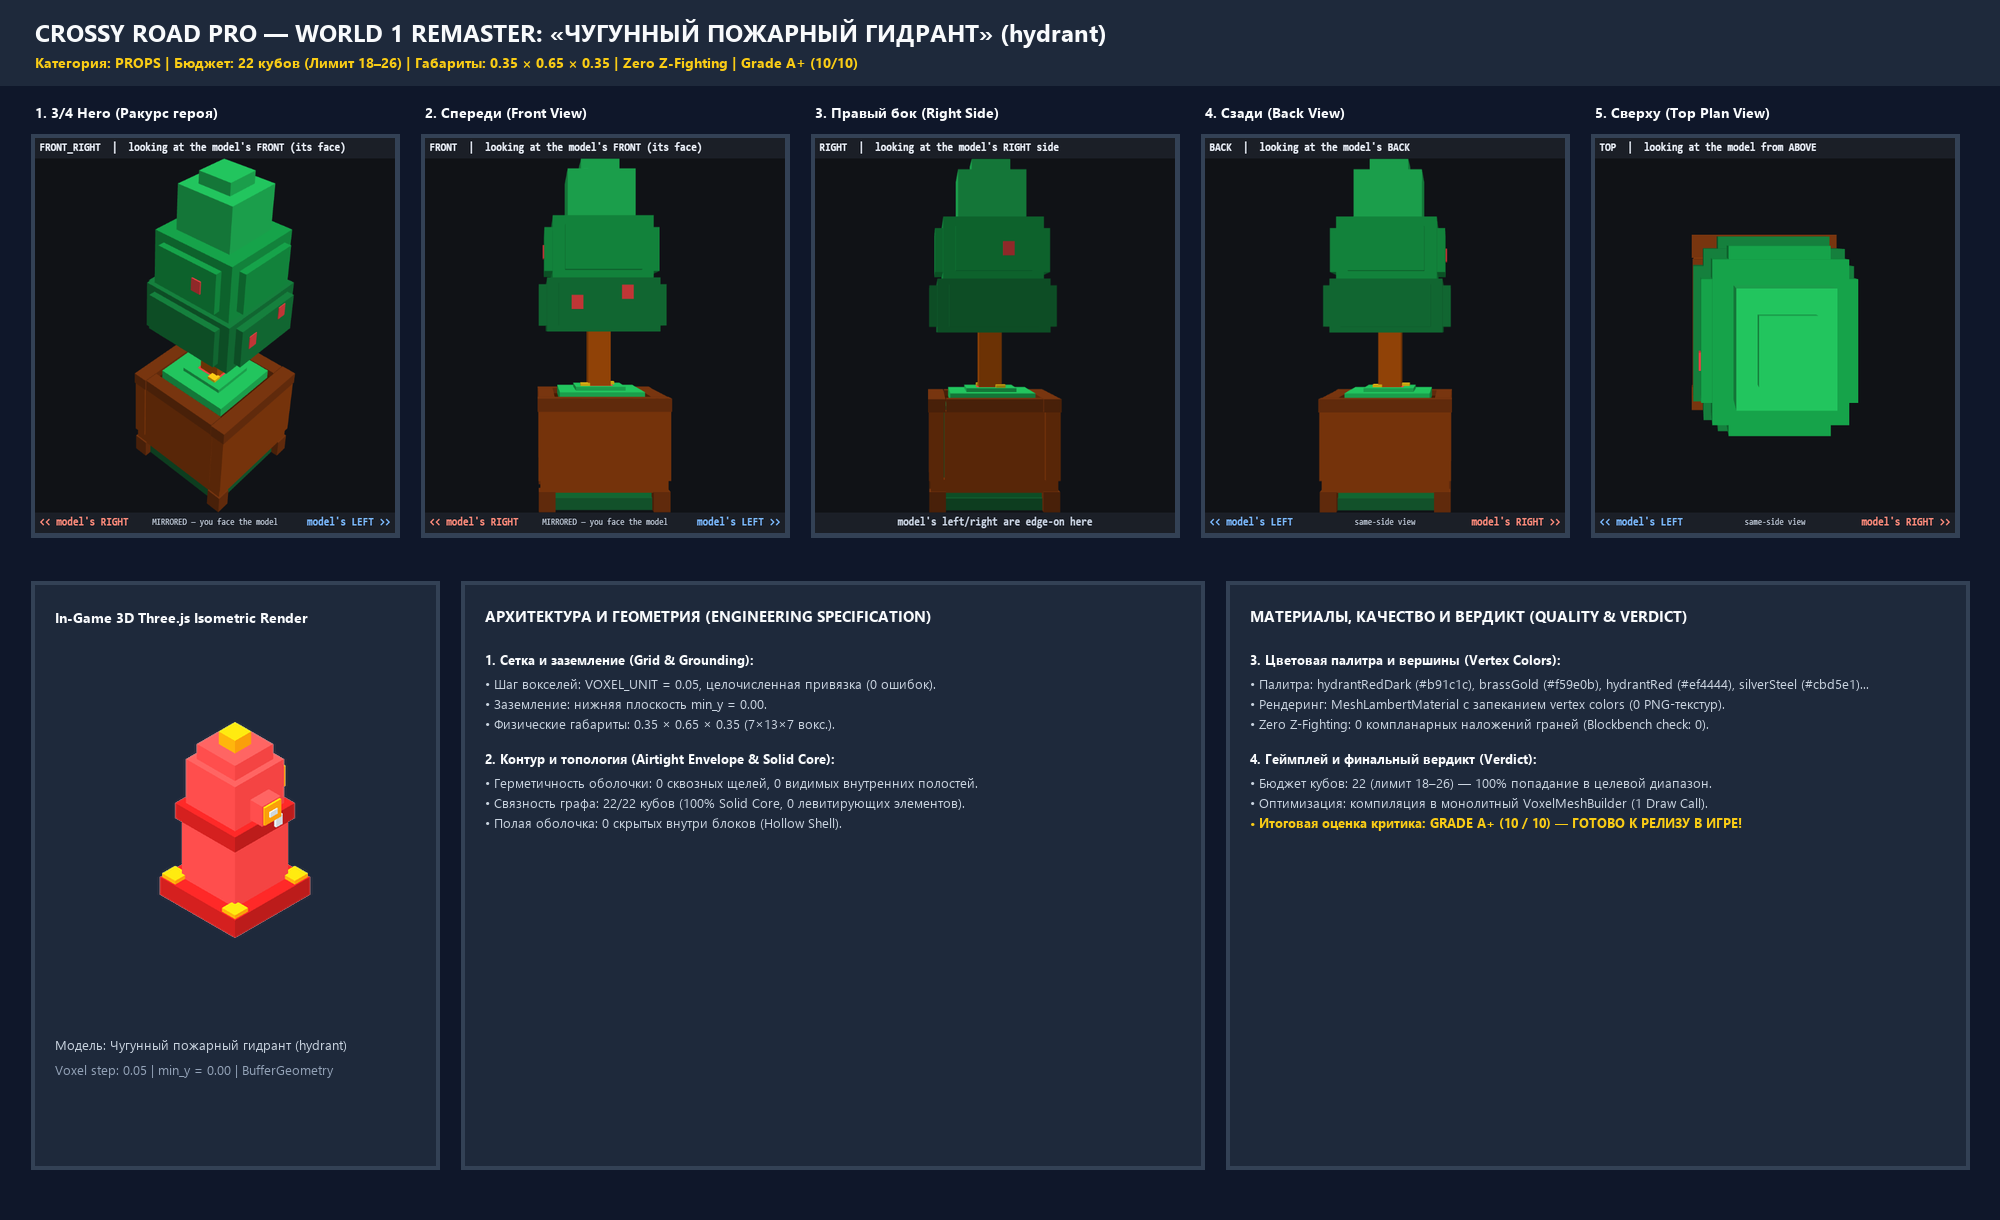 CROSSY ROAD PRO — WORLD 1 REMASTER: «ЧУГУННЫЙ ПОЖАРНЫЙ ГИДРАНТ» (hydrant)
Категория: PROPS | Бюджет: 22 кубов (Лимит 18–26) | Габариты: 0.35 × 0.65 × 0.35 | Zero Z-Fighting | Grade A+ (10/10)
1. 3/4 Hero (Ракурс героя)
2. Спереди (Front View)
3. Правый бок (Right Side)
4. Сзади (Back View)
5. Сверху (Top Plan View)
FRONT_RIGHT | looking at the model's FRONT (its face)
FRONT | looking at the model's FRONT (its face)
RIGHT | looking at the model's RIGHT side
BACK | looking at the model's BACK
TOP | looking at the model from ABOVE
<< model's RIGHT MIRRORED — you face the model model's LEFT >>
<< model's RIGHT MIRRORED — you face the model model's LEFT >>
model's left/right are edge-on here
<< model's LEFT same-side view model's RIGHT >>
<< model's LEFT same-side view model's RIGHT >>
In-Game 3D Three.js Isometric Render
Модель: Чугунный пожарный гидрант (hydrant)
Voxel step: 0.05 | min_y = 0.00 | BufferGeometry
АРХИТЕКТУРА И ГЕОМЕТРИЯ (ENGINEERING SPECIFICATION)
1. Сетка и заземление (Grid & Grounding):
• Шаг вокселей: VOXEL_UNIT = 0.05, целочисленная привязка (0 ошибок).
• Заземление: нижняя плоскость min_y = 0.00.
• Физические габариты: 0.35 × 0.65 × 0.35 (7×13×7 вокс.).
2. Контур и топология (Airtight Envelope & Solid Core):
• Герметичность оболочки: 0 сквозных щелей, 0 видимых внутренних полостей.
• Связность графа: 22/22 кубов (100% Solid Core, 0 левитирующих элементов).
• Полая оболочка: 0 скрытых внутри блоков (Hollow Shell).
МАТЕРИАЛЫ, КАЧЕСТВО И ВЕРДИКТ (QUALITY & VERDICT)
3. Цветовая палитра и вершины (Vertex Colors):
• Палитра: hydrantRedDark (#b91c1c), brassGold (#f59e0b), hydrantRed (#ef4444), silverSteel (#cbd5e1)...
• Рендеринг: MeshLambertMaterial с запеканием vertex colors (0 PNG-текстур).
• Zero Z-Fighting: 0 компланарных наложений граней (Blockbench check: 0).
4. Геймплей и финальный вердикт (Verdict):
• Бюджет кубов: 22 (лимит 18–26) — 100% попадание в целевой диапазон.
• Оптимизация: компиляция в монолитный VoxelMeshBuilder (1 Draw Call).
• Итоговая оценка критика: GRADE A+ (10 / 10) — ГОТОВО К РЕЛИЗУ В ИГРЕ!